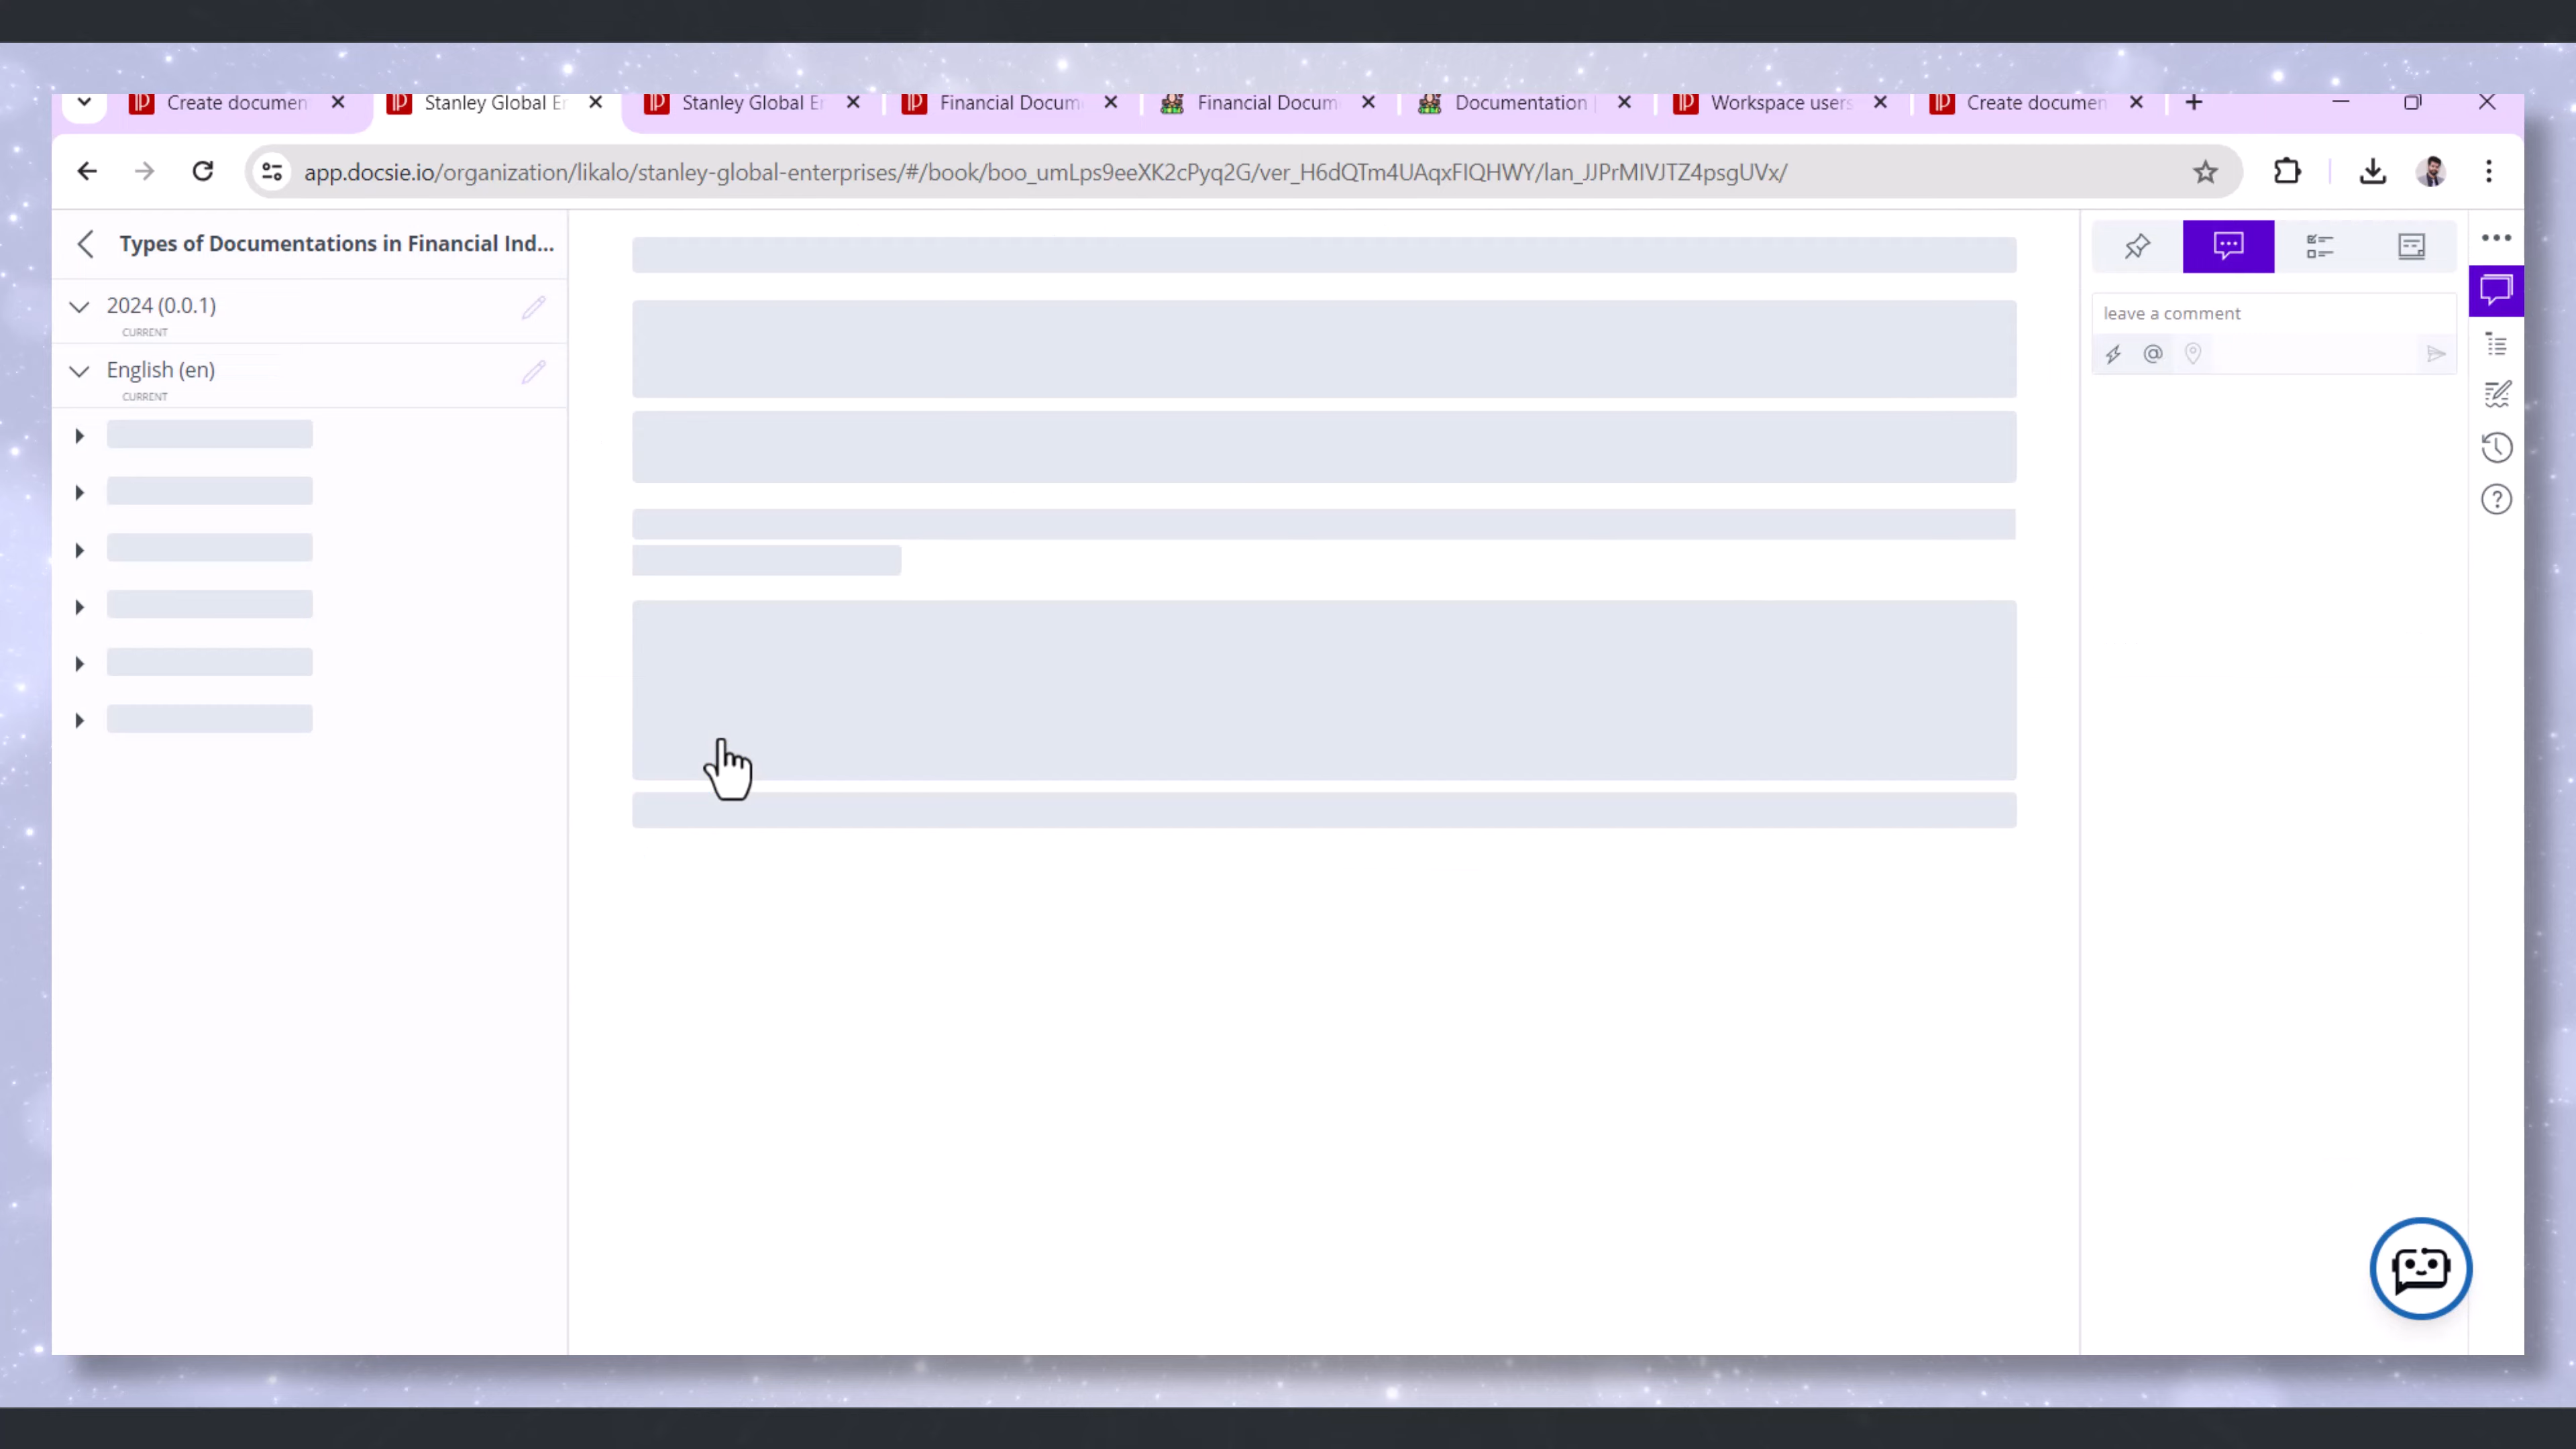 Create documen
Stanley Global Er
Stanley Global E
Financial Docum
Financial Docum
Documentation
Workspace users
Create documen
app.docsie.io/organization/likalo/stanley-global-enterprises/#/book/boo_umLps9eeXK2cPyq2G/ver_H6dQTm4UAqxFIQHWY/lan_JJPrMIVJTZ4psgUVx/
Types of Documentations in Financial Ind...
2024 (0.0.1)
CURRENT
English (en)
CURRENT
leave a comment